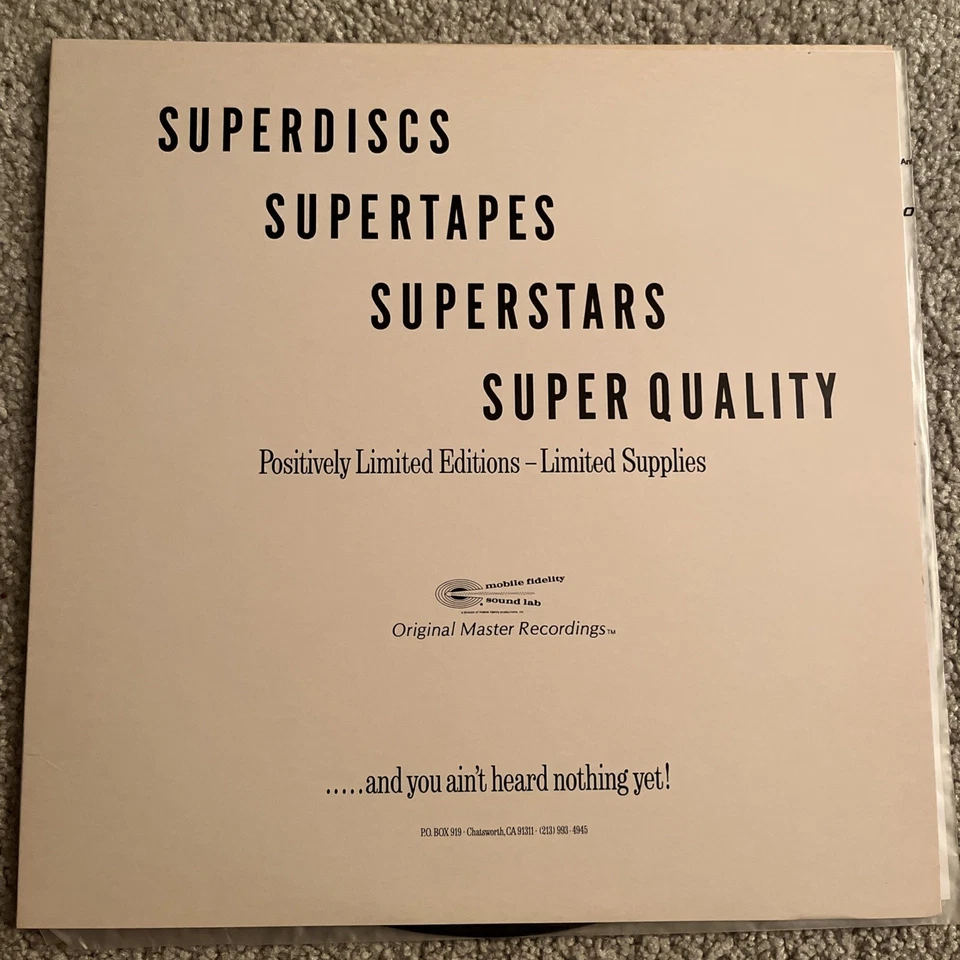 SUPERDISCS
SUPERTAPES
SUPERSTARS
SUPER QUALITY
Positively Limited Editions – Limited Supplies
mobile fidelity
sound lab
Original Master Recordings™
.....and you ain't heard nothing yet!
P.O. BOX 919 · Chatsworth, CA 91311 · (213) 993-4945